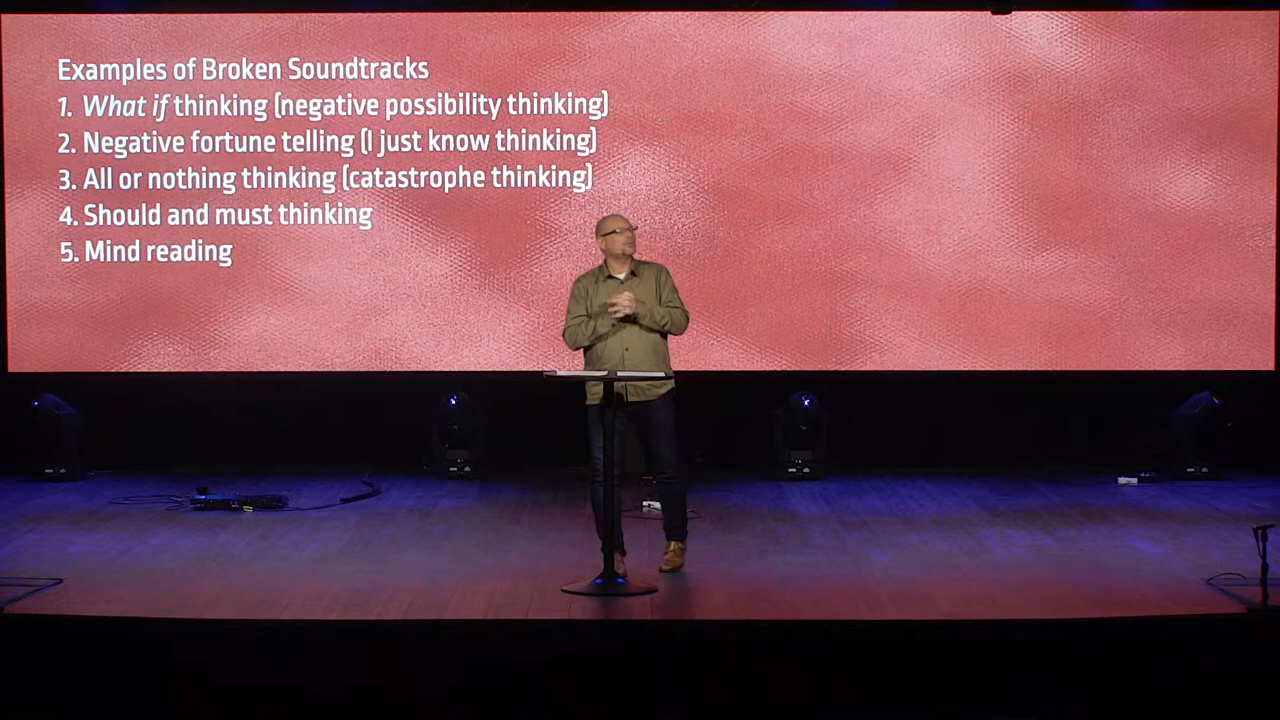 Examples of Broken Soundtracks
1. What if thinking (negative possibility thinking)
2. Negative fortune telling (I just know thinking)
3. All or nothing thinking (catastrophe thinking)
4. Should and must thinking
5. Mind reading